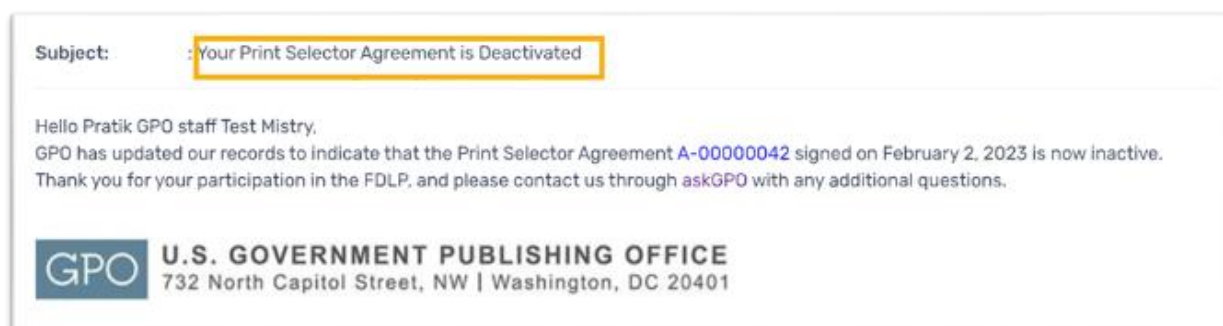 Subject: : Your Print Selector Agreement is Deactivated
Hello Pratik GPO staff Test Mistry,
GPO has updated our records to indicate that the Print Selector Agreement A-00000042 signed on February 2, 2023 is now inactive.
Thank you for your participation in the FDLP, and please contact us through askGPO with any additional questions.
GPO
U.S. GOVERNMENT PUBLISHING OFFICE
732 North Capitol Street, NW | Washington, DC 20401